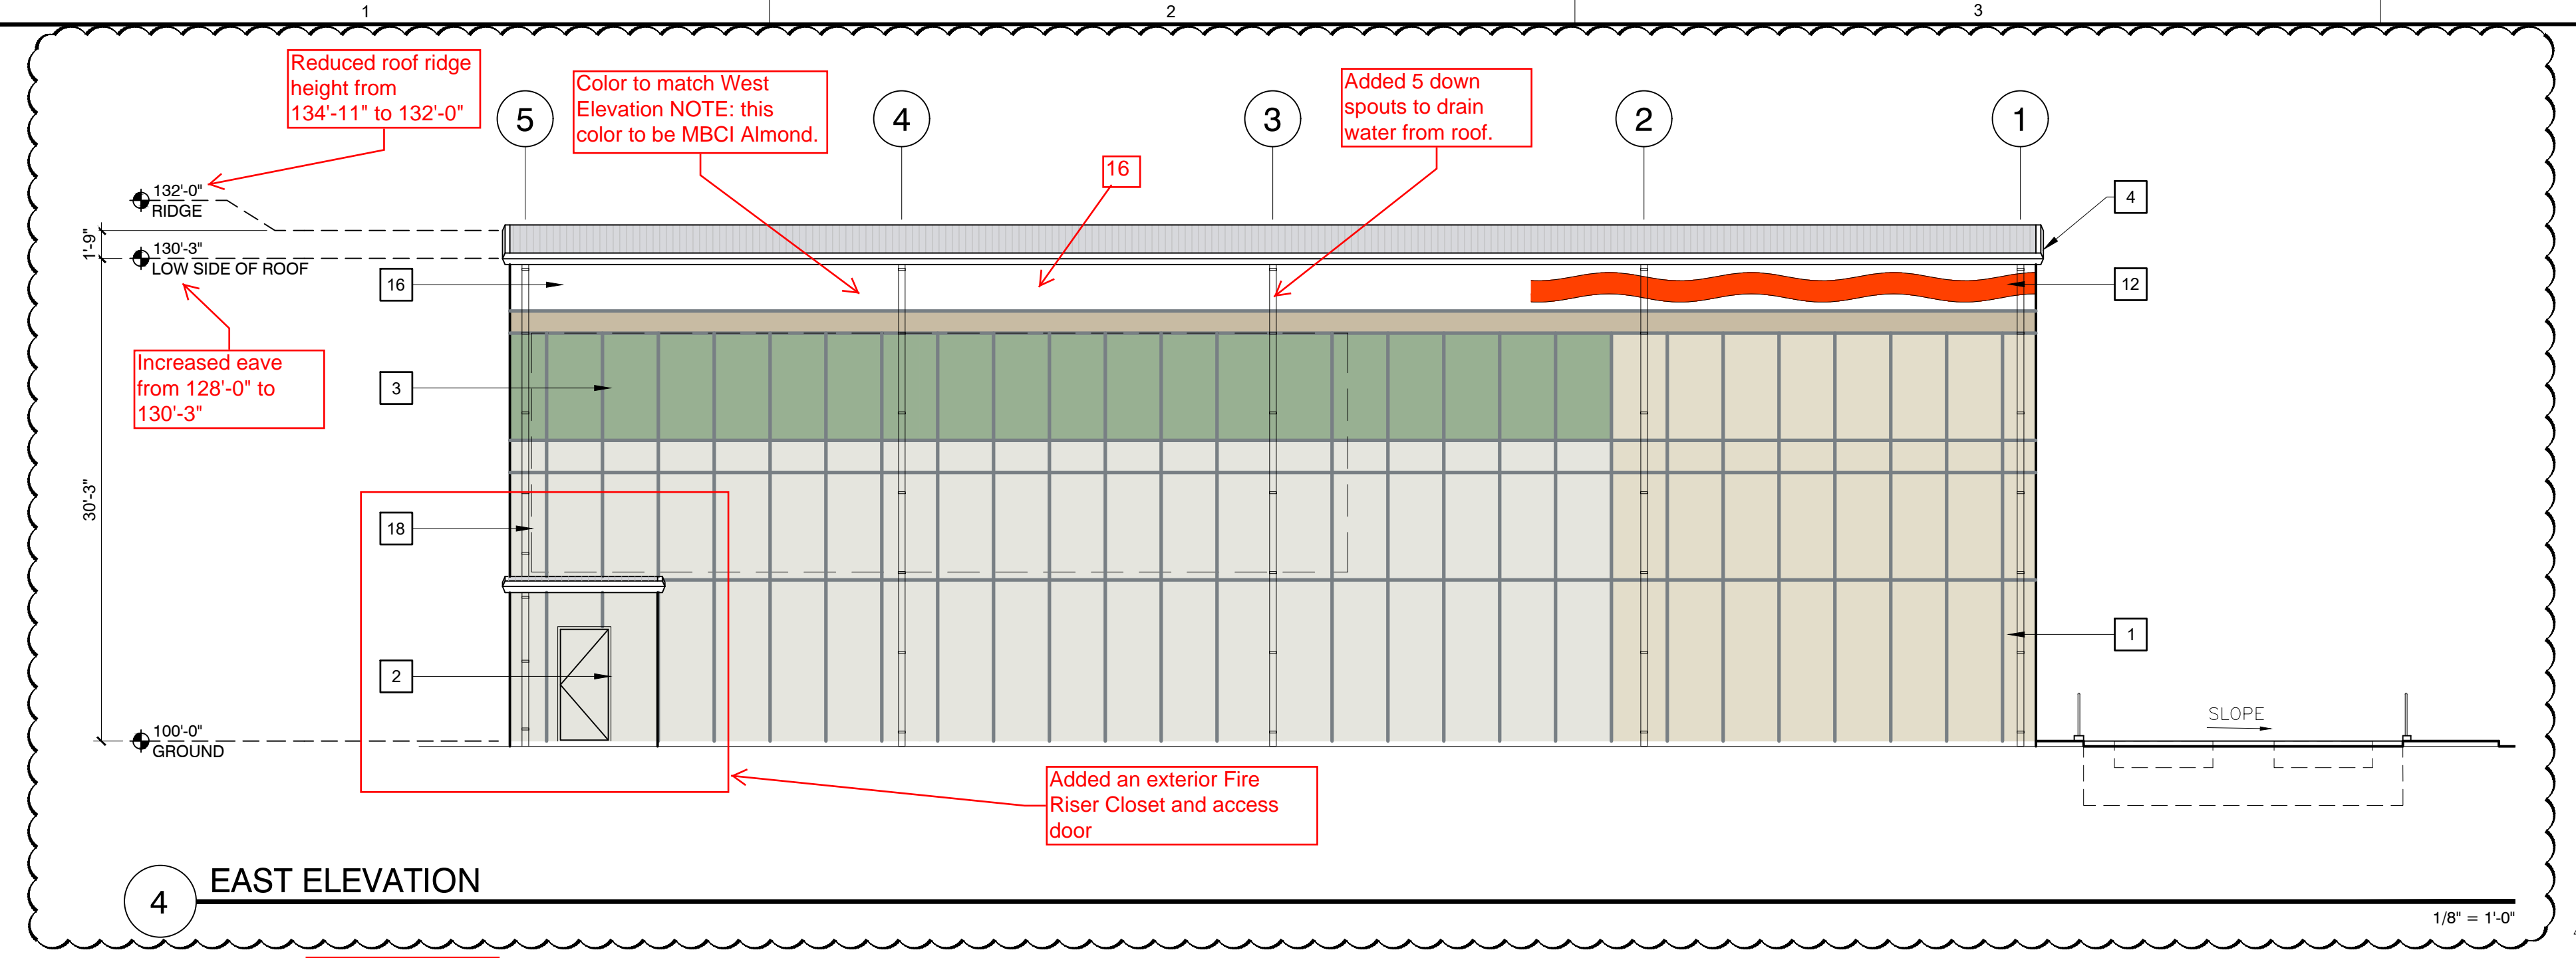 1 2 3
Reduced roof ridge
height from
134'-11" to 132'-0"
Color to match West
Elevation NOTE: this
color to be MBCI Almond.
Added 5 down
spouts to drain
water from roof.
5 4 3 2 1
16
132'-0"
RIDGE
4
1'-9"
130'-3"
LOW SIDE OF ROOF
16
12
Increased eave
from 128'-0" to
130'-3"
3
30'-3"
18
1
2
SLOPE
100'-0"
GROUND
Added an exterior Fire
Riser Closet and access
door
4
EAST ELEVATION
1/8" = 1'-0"